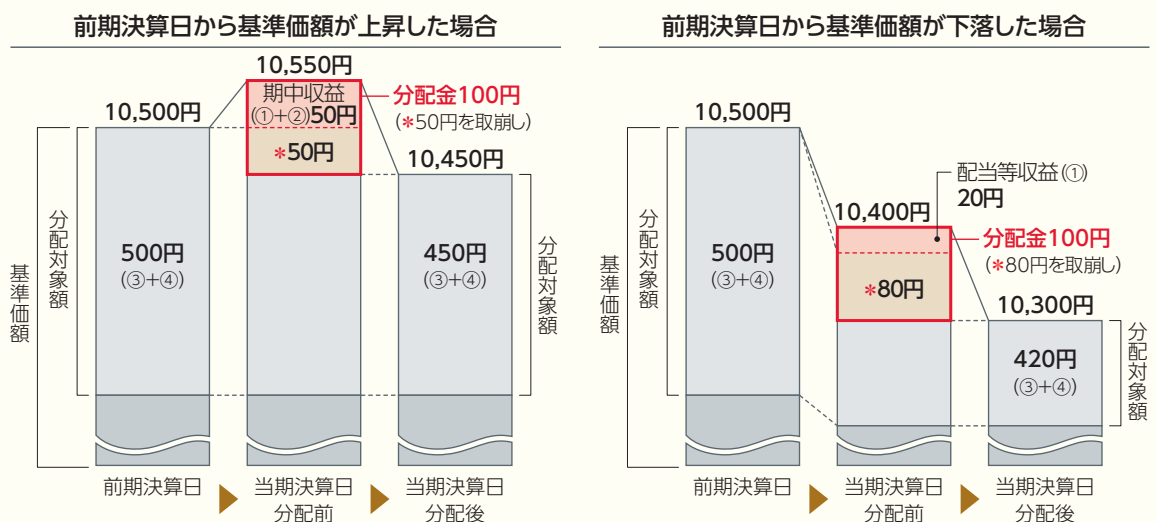 前期決算日から基準価額が上昇した場合
10,550円
期中収益
(①+②)50円
分配金100円
(*50円を取崩し)
10,500円
*50円
10,450円
分配対象額
500円
(③+④)
450円
(③+④)
分配対象額
基準価額
前期決算日
当期決算日
分配前
当期決算日
分配後
前期決算日から基準価額が下落した場合
10,500円
配当等収益(①)
20円
10,400円
分配金100円
(*80円を取崩し)
分配対象額
500円
(③+④)
*80円
10,300円
基準価額
420円
(③+④)
分配対象額
前期決算日
当期決算日
分配前
当期決算日
分配後